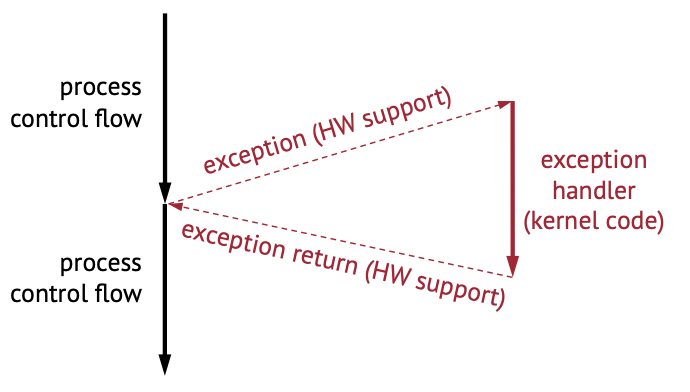 process
control flow
exception (HW support)
exception
handler
(kernel code)
exception return (HW support)
process
control flow